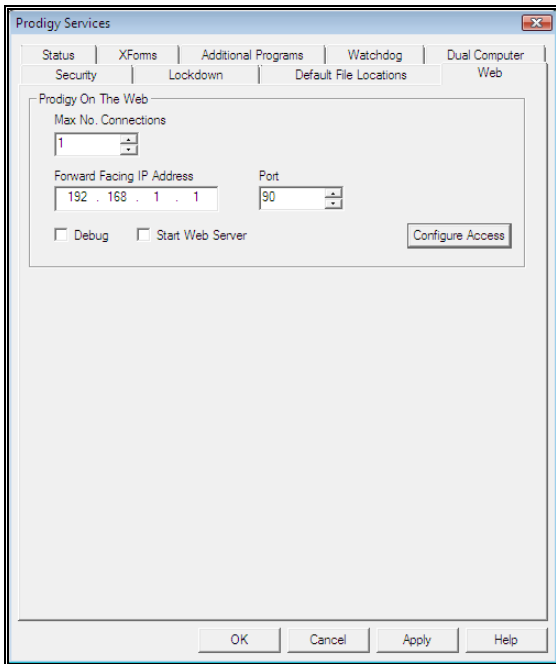 Prodigy Services
Status XForms Additional Programs Watchdog Dual Computer
Security Lockdown Default File Locations Web
Prodigy On The Web
Max No. Connections
1
Forward Facing IP Address Port
192 . 168 . 1 . 1 90
Debug Start Web Server Configure Access
OK Cancel Apply Help